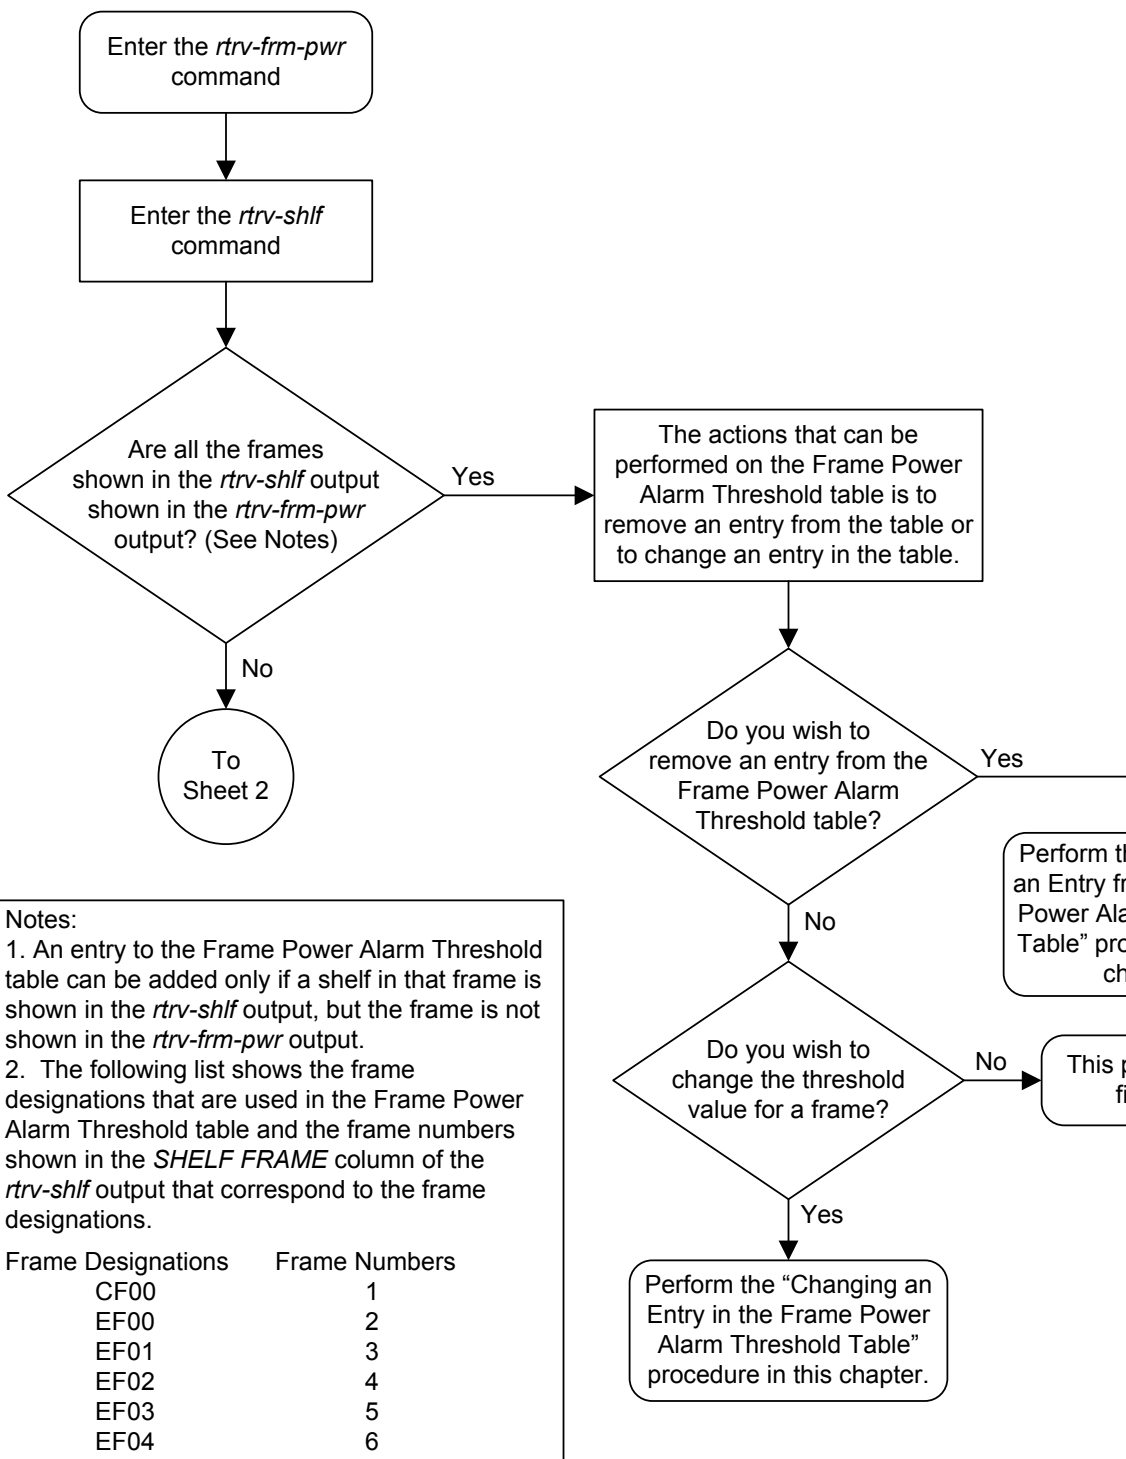 Enter the rtrv-frm-pwr
command
Enter the rtrv-shlf
command
Are all the frames
shown in the rtrv-shlf output
shown in the rtrv-frm-pwr
output? (See Notes)
Yes
The actions that can be
performed on the Frame Power
Alarm Threshold table is to
remove an entry from the table or
to change an entry in the table.
No
To
Sheet 2
Do you wish to
remove an entry from the
Frame Power Alarm
Threshold table?
Yes
Perform
an Entry
Power
Table”
No
Do you wish to
change the threshold
value for a frame?
No
This
Yes
Perform the “Changing an
Entry in the Frame Power
Alarm Threshold Table”
procedure in this chapter.
Notes:
1. An entry to the Frame Power Alarm Threshold
table can be added only if a shelf in that frame is
shown in the rtrv-shlf output, but the frame is not
shown in the rtrv-frm-pwr output.
2. The following list shows the frame
designations that are used in the Frame Power
Alarm Threshold table and the frame numbers
shown in the SHELF FRAME column of the
rtrv-shlf output that correspond to the frame
designations.
Frame Designations Frame Numbers
CF00 1
EF00 2
EF01 3
EF02 4
EF03 5
EF04 6